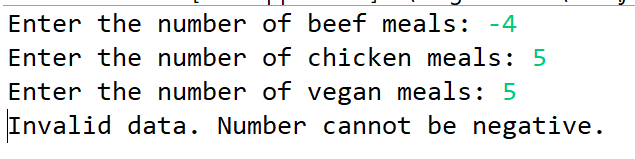 Enter the number of beef meals: -4
Enter the number of chicken meals: 5
Enter the number of vegan meals: 5
Invalid data. Number cannot be negative.